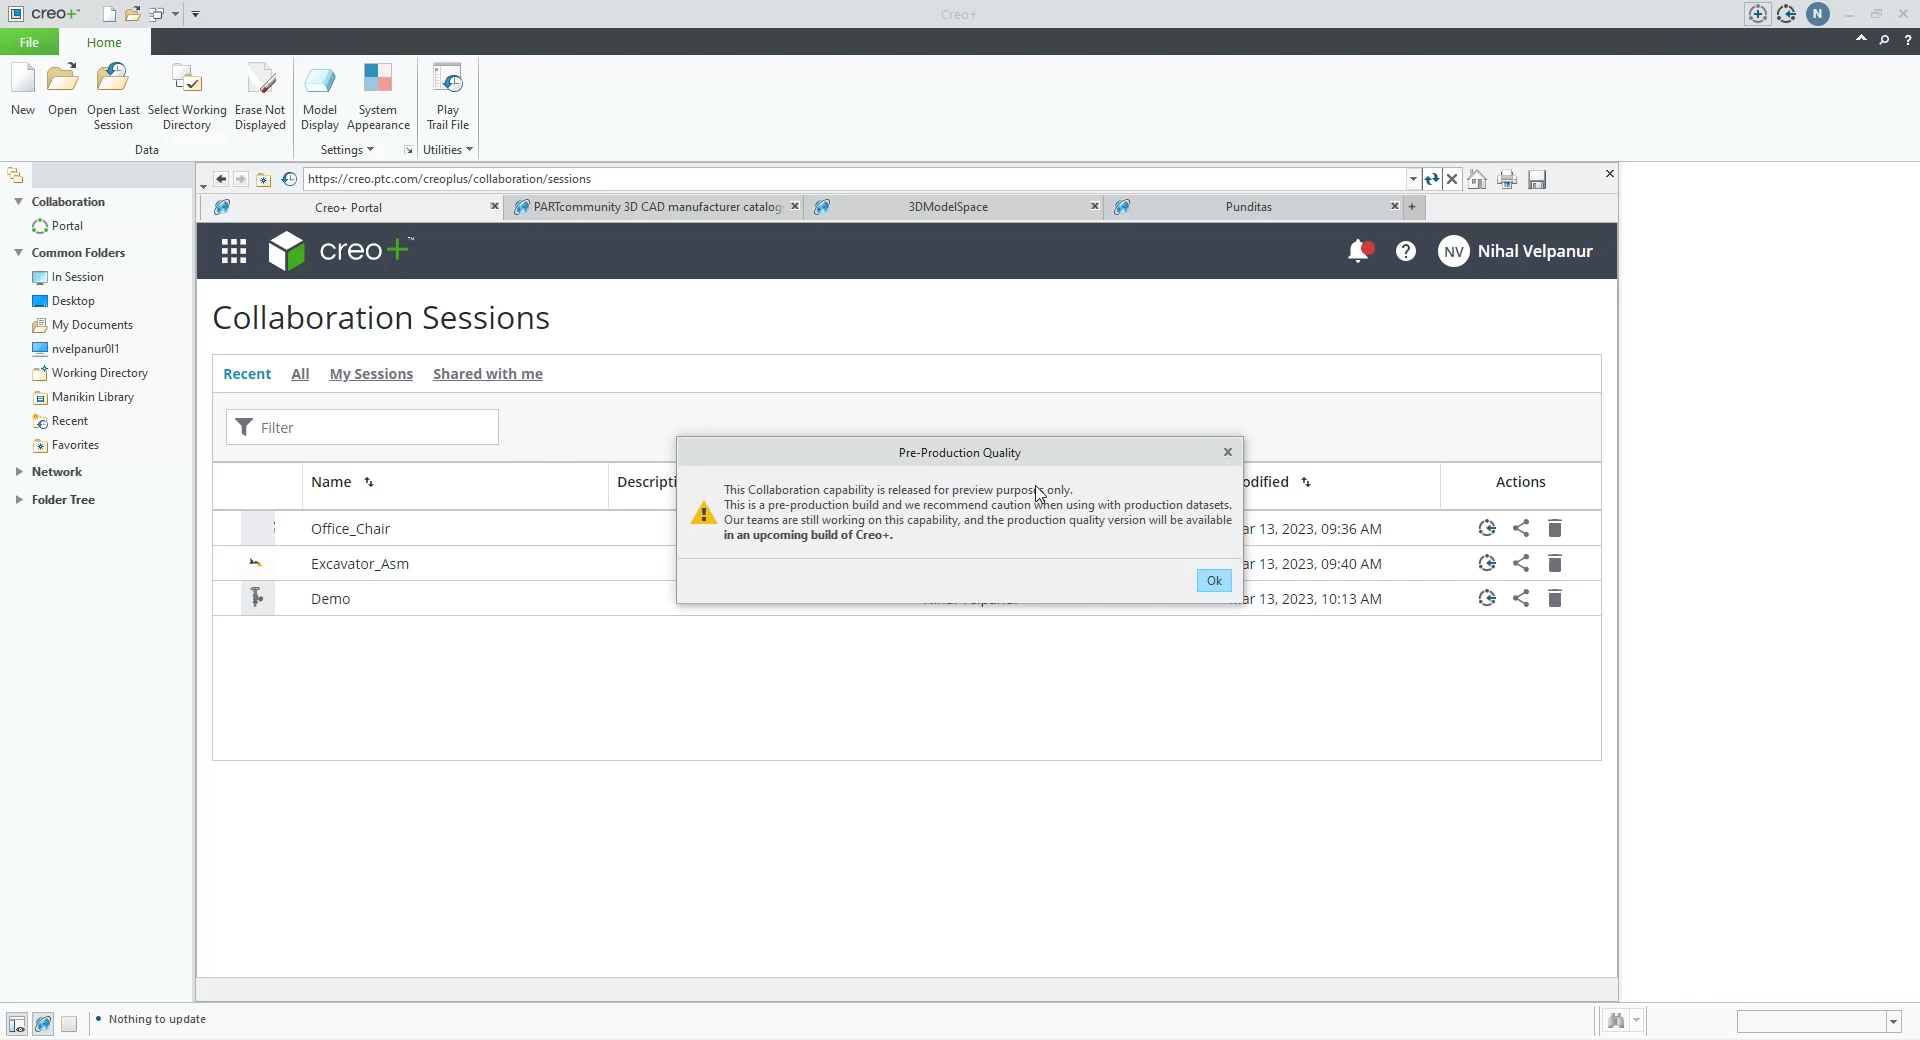 creo+
Creo+
N
File
Home
?
New
Open
Open Last
Session
Select Working
Directory
Erase Not
Displayed
Model
Display
System
Appearance
Play
Trail File
Data
Settings
Utilities
https://creo.ptc.com/creoplus/collaboration/sessions
Creo+ Portal
PARTcommunity 3D CAD manufacturer catalog
3DModelSpace
Punditas
+
Collaboration
Portal
Common Folders
In Session
Desktop
My Documents
nvelpanur0l1
Working Directory
Manikin Library
Recent
Favorites
Network
Folder Tree
creo+™
?
NV
Nihal Velpanur
Collaboration Sessions
Recent
All
My Sessions
Shared with me
Filter
Name
Descripti
odified
Actions
Office_Chair
ar 13, 2023, 09:36 AM
Excavator_Asm
ar 13, 2023, 09:40 AM
Demo
ar 13, 2023, 10:13 AM
Pre-Production Quality
This Collaboration capability is released for preview purposes only.
This is a pre-production build and we recommend caution when using with production datasets.
Our teams are still working on this capability, and the production quality version will be available
in an upcoming build of Creo+.
Ok
Nothing to update